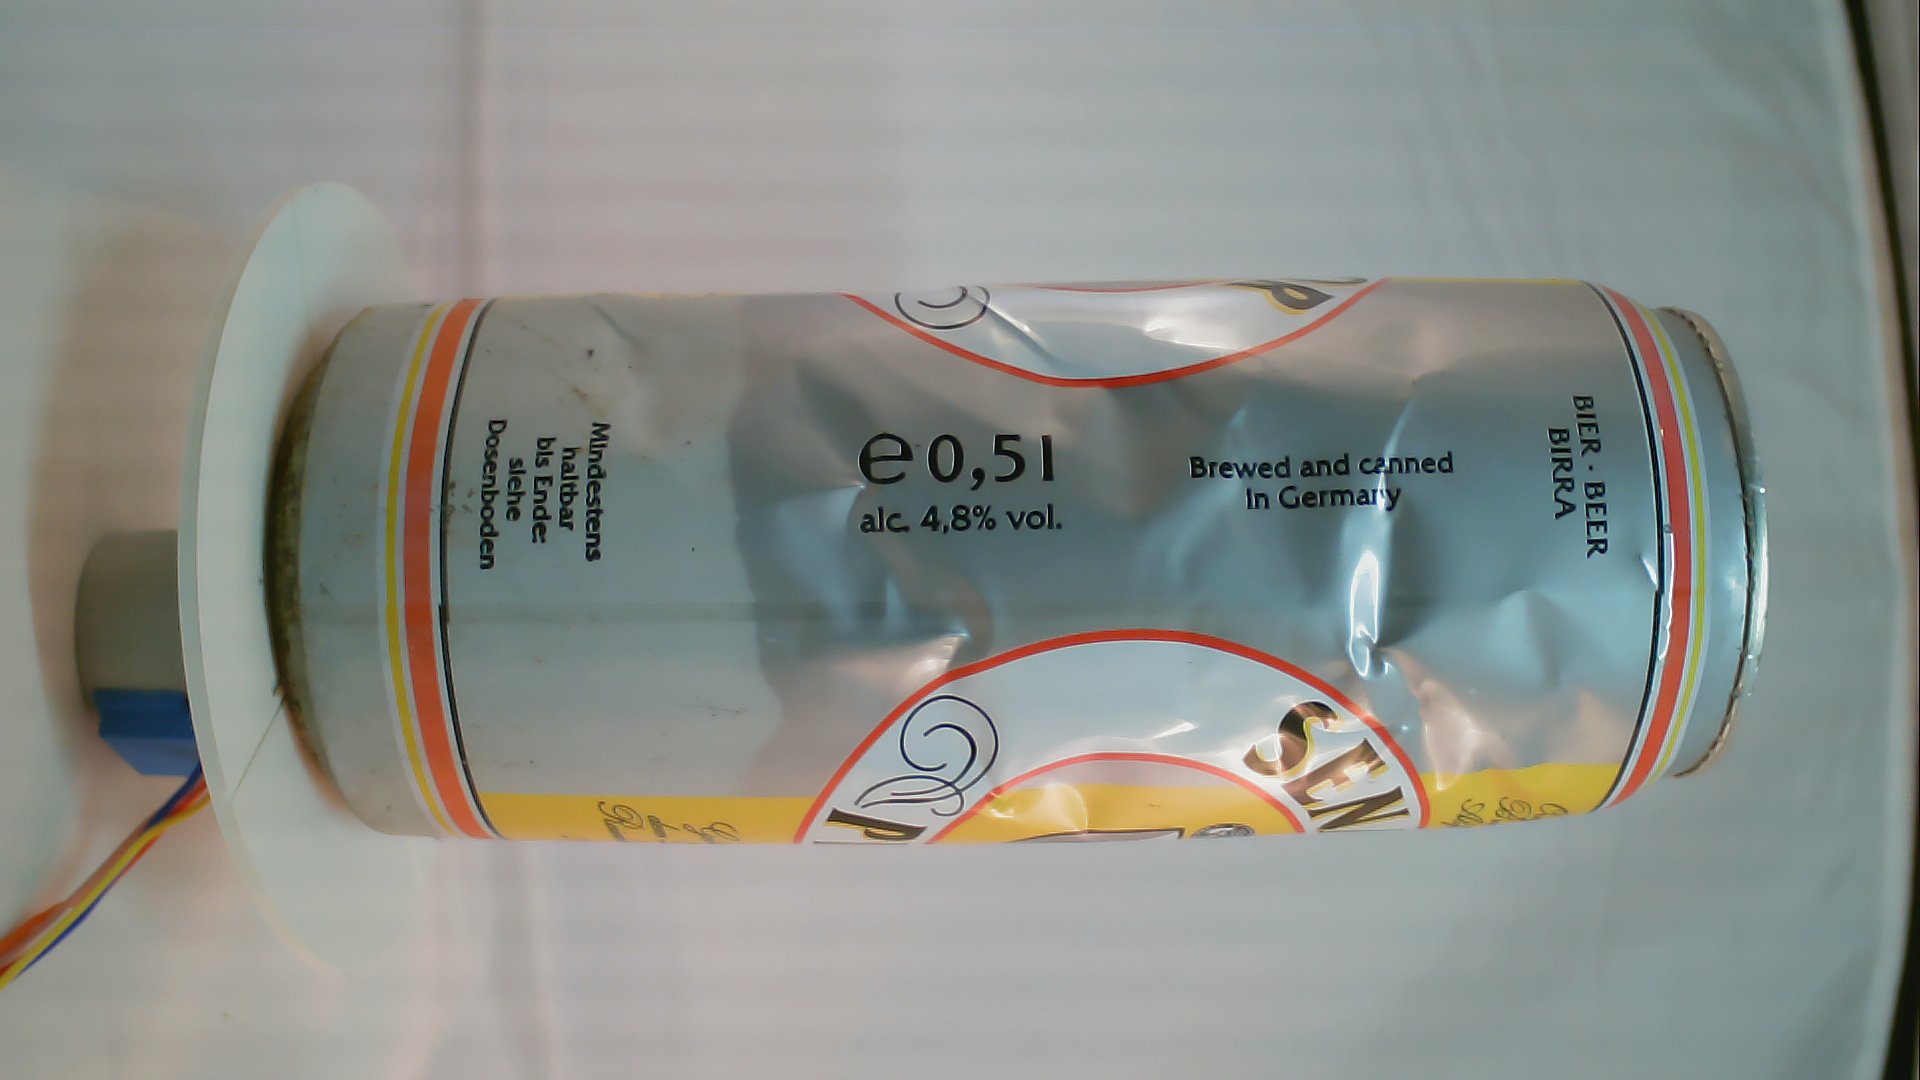 Mindestens
haltbar
bis Ende:
siehe
Dosenboden
e 0,5 l
alc. 4,8% vol.
Brewed and canned
in Germany
BIER · BEER
BIRRA
P
SEN